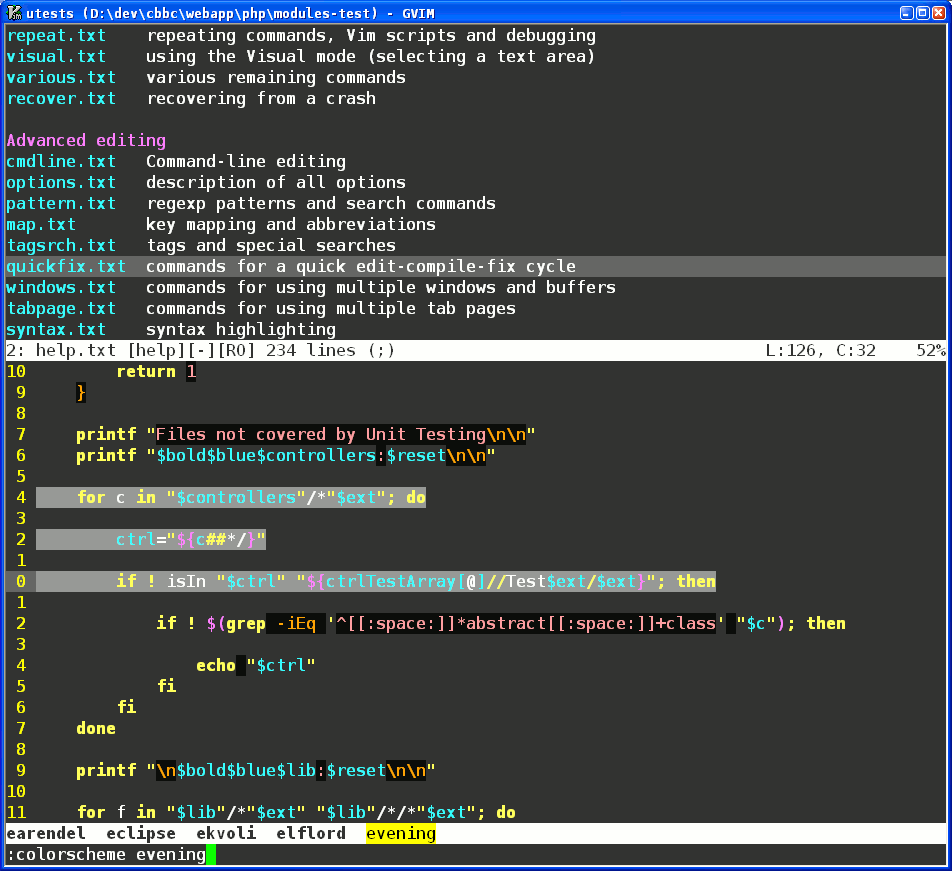 utests (D:\dev\cbbc\webapp\php\modules-test) - GVIM
repeat.txt    repeating commands, Vim scripts and debugging
visual.txt    using the Visual mode (selecting a text area)
various.txt   various remaining commands
recover.txt   recovering from a crash
Advanced editing
cmdline.txt   Command-line editing
options.txt   description of all options
pattern.txt   regexp patterns and search commands
map.txt       key mapping and abbreviations
tagsrch.txt   tags and special searches
quickfix.txt  commands for a quick edit-compile-fix cycle
windows.txt   commands for using multiple windows and buffers
tabpage.txt   commands for using multiple tab pages
syntax.txt    syntax highlighting
2: help.txt [help][-][RO] 234 lines (;)                                     L:126, C:32    52%
10         return 1
 9     }
 8
 7     printf "Files not covered by Unit Testing\n\n"
 6     printf "$bold$blue$controllers:$reset\n\n"
 5
 4     for c in "$controllers"/*"$ext"; do
 3
 2         ctrl="${c##*/}"
 1
 0         if ! isIn "$ctrl" "${ctrlTestArray[@]//Test$ext/$ext}"; then
 1
 2             if ! $(grep -iEq '^[[:space:]]*abstract[[:space:]]+class' "$c"); then
 3
 4                 echo "$ctrl"
 5             fi
 6         fi
 7     done
 8
 9     printf "\n$bold$blue$lib:$reset\n\n"
10
11     for f in "$lib"/*"$ext" "$lib"/*/*"$ext"; do
earendel  eclipse  ekvoli  elflord  evening
:colorscheme evening